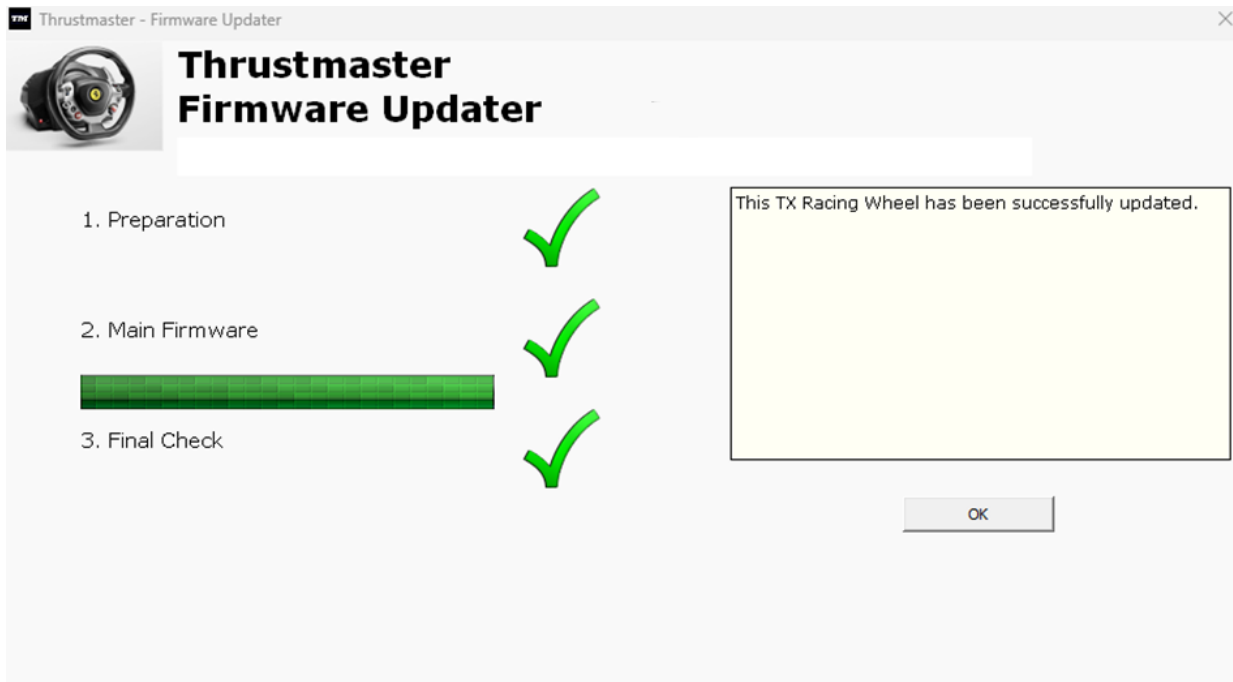 TM Thrustmaster - Firmware Updater
Thrustmaster
Firmware Updater
1. Preparation
2. Main Firmware
3. Final Check
This TX Racing Wheel has been successfully updated.
OK